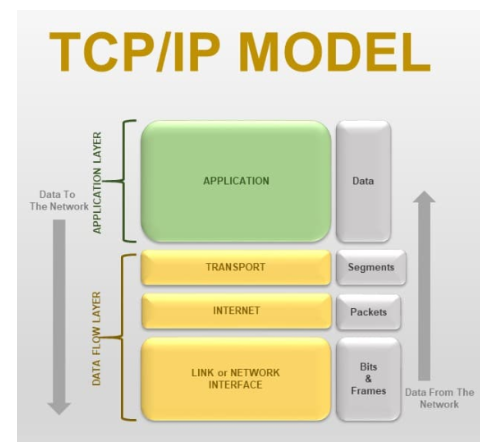 TCP/IP MODEL
APPLICATION LAYER
APPLICATION
Data
Data To
The Network
DATA FLOW LAYER
TRANSPORT
Segments
INTERNET
Packets
LINK or NETWORK
INTERFACE
Bits
&
Frames
Data From The
Network